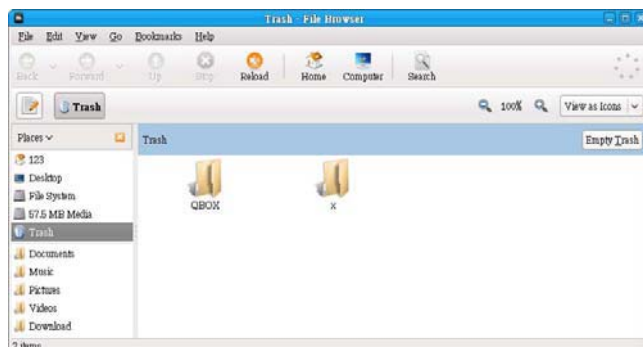 Trash - File Browser
File Edit View Go Bookmarks Help
Back Forward Up Stop Reload Home Computer Search
Trash 100% View as Icons
Places Trash Empty Trash
123
Desktop
File System
57.5 MB Media
Trash
Documents
Music
Pictures
Videos
Download
QBOX x
2 items